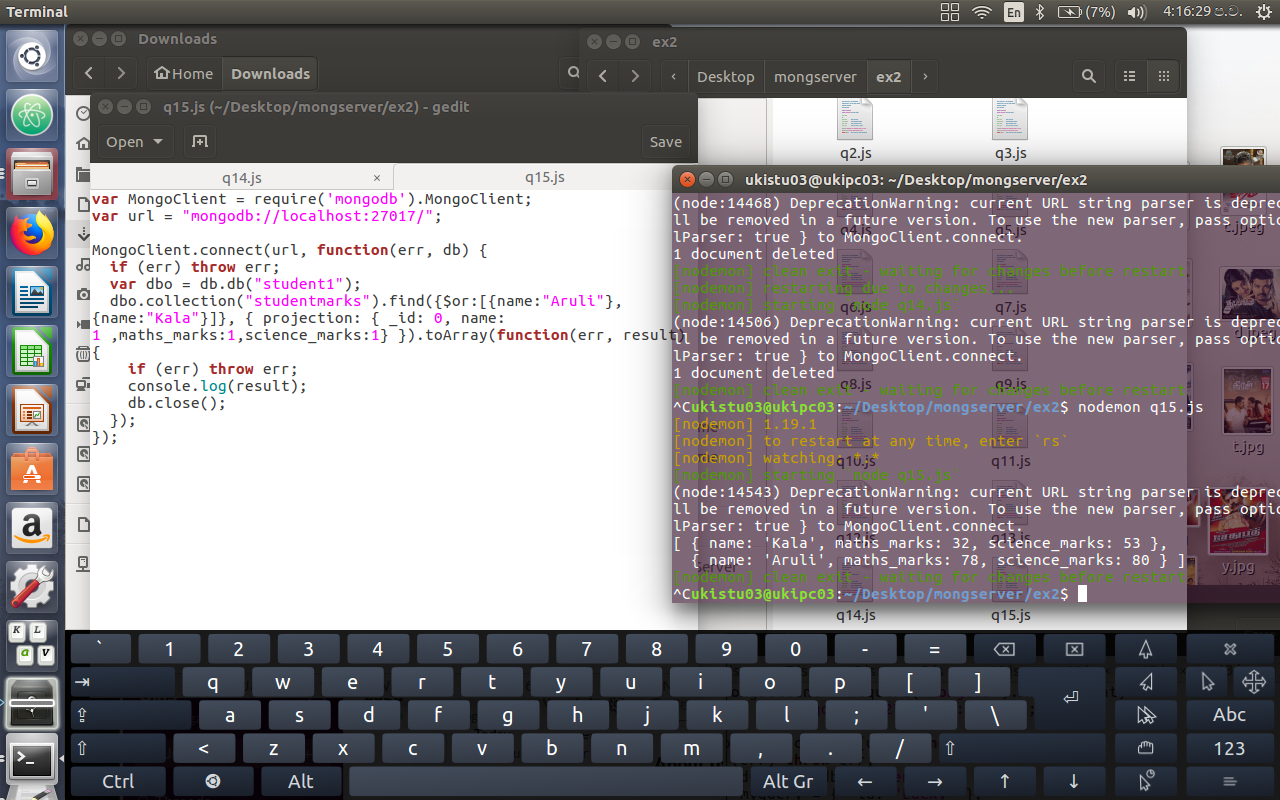 Terminal
En
(7%)
4:16:29 ප.ව.
Downloads
Home
Downloads
ex2
Desktop
mongserver
ex2
q2.js
q3.js
q15.js (~/Desktop/mongserver/ex2) - gedit
Open
Save
q14.js
×
q15.js
var MongoClient = require('mongodb').MongoClient;
var url = "mongodb://localhost:27017/";
MongoClient.connect(url, function(err, db) {
if (err) throw err;
var dbo = db.db("student1");
dbo.collection("studentmarks").find({$or:[{name:"Aruli"},
{name:"Kala"}]}, { projection: { _id: 0, name:
1 ,maths_marks:1,science_marks:1} }).toArray(function(err, result)
{
if (err) throw err;
console.log(result);
db.close();
});
});
ukistu03@ukipc03: ~/Desktop/mongserver/ex2
(node:14468) DeprecationWarning: current URL string parser is deprec
ll be removed in a future version. To use the new parser, pass optio
lParser: true } to MongoClient.connect.
1 document deleted
[nodemon] clean exit - waiting for changes before restart
[nodemon] restarting due to changes...
[nodemon] starting `node q14.js`
(node:14506) DeprecationWarning: current URL string parser is deprec
ll be removed in a future version. To use the new parser, pass optio
lParser: true } to MongoClient.connect.
1 document deleted
[nodemon] clean exit - waiting for changes before restart
^Cukistu03@ukipc03:~/Desktop/mongserver/ex2$ nodemon q15.js
[nodemon] 1.19.1
[nodemon] to restart at any time, enter `rs`
[nodemon] watching: *.*
[nodemon] starting `node q15.js`
(node:14543) DeprecationWarning: current URL string parser is deprec
ll be removed in a future version. To use the new parser, pass optio
lParser: true } to MongoClient.connect.
[ { name: 'Kala', maths_marks: 32, science_marks: 53 },
{ name: 'Aruli', maths_marks: 78, science_marks: 80 } ]
[nodemon] clean exit - waiting for changes before restart
^Cukistu03@ukipc03:~/Desktop/mongserver/ex2$
q4.js
q5.js
q6.js
q7.js
q8.js
q9.js
q10.js
q11.js
q14.js
q15.js
t.jpeg
d.jpeg
t.jpg
y.jpg
` 1 2 3 4 5 6 7 8 9 0 - =
q w e r t y u i o p [ ]
a s d f g h j k l ; ' \
Abc
< z x c v b n m , . /
123
Ctrl
Alt
Alt Gr
← → ↑ ↓
K L
a v